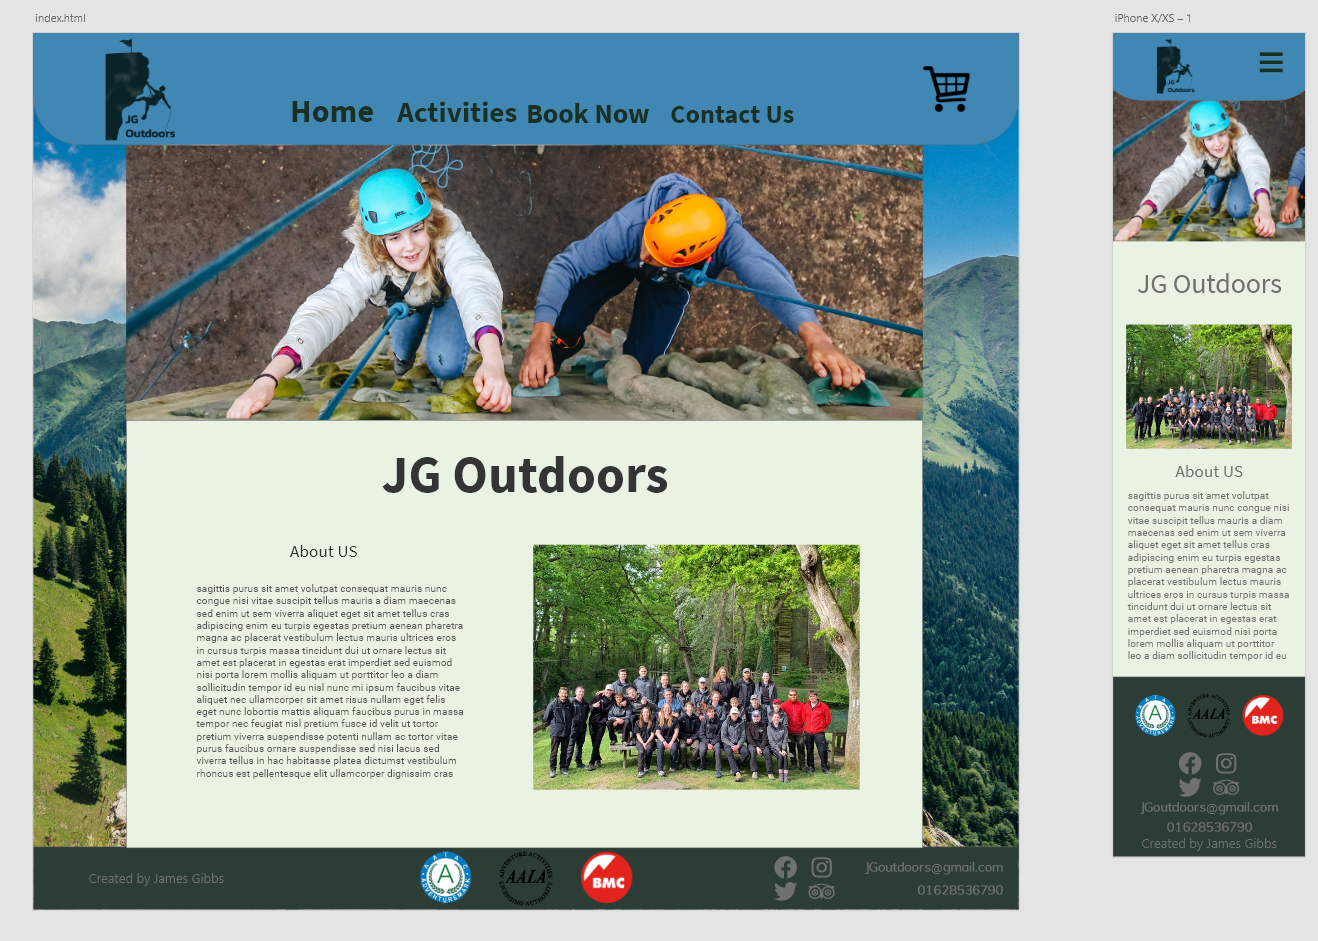 index.html
iPhone X/XS – 1
JG
Outdoors
Home Activities Book Now Contact Us
JG Outdoors
About US
sagittis purus sit amet volutpat consequat mauris nunc
congue nisi vitae suscipit tellus mauris a diam maecenas
sed enim ut sem viverra aliquet eget sit amet tellus cras
adipiscing enim eu turpis egestas pretium aenean pharetra
magna ac placerat vestibulum lectus mauris ultrices eros
in cursus turpis massa tincidunt dui ut ornare lectus sit
amet est placerat in egestas erat imperdiet sed euismod
nisi porta lorem mollis aliquam ut porttitor leo a diam
sollicitudin tempor id eu nisl nunc mi ipsum faucibus vitae
aliquet nec ullamcorper sit amet risus nullam eget felis
eget nunc lobortis mattis aliquam faucibus purus in massa
tempor nec feugiat nisl pretium fusce id velit ut tortor
pretium viverra suspendisse potenti nullam ac tortor vitae
purus faucibus ornare suspendisse sed nisi lacus sed
viverra tellus in hac habitasse platea dictumst vestibulum
rhoncus est pellentesque elit ullamcorper dignissim cras
Created by James Gibbs
AATAC
A
ADVENTUREMARK
ADVENTURE ACTIVITIES
AALA
LICENSING AUTHORITY
BMC
JGoutdoors@gmail.com
01628536790
JG
Outdoors
JG Outdoors
About US
sagittis purus sit amet volutpat
consequat mauris nunc congue nisi
vitae suscipit tellus mauris a diam
maecenas sed enim ut sem viverra
aliquet eget sit amet tellus cras
adipiscing enim eu turpis egestas
pretium aenean pharetra magna ac
placerat vestibulum lectus mauris
ultrices eros in cursus turpis massa
tincidunt dui ut ornare lectus sit
amet est placerat in egestas erat
imperdiet sed euismod nisi porta
lorem mollis aliquam ut porttitor
leo a diam sollicitudin tempor id eu
A
AALA
BMC
JGoutdoors@gmail.com
01628536790
Created by James Gibbs